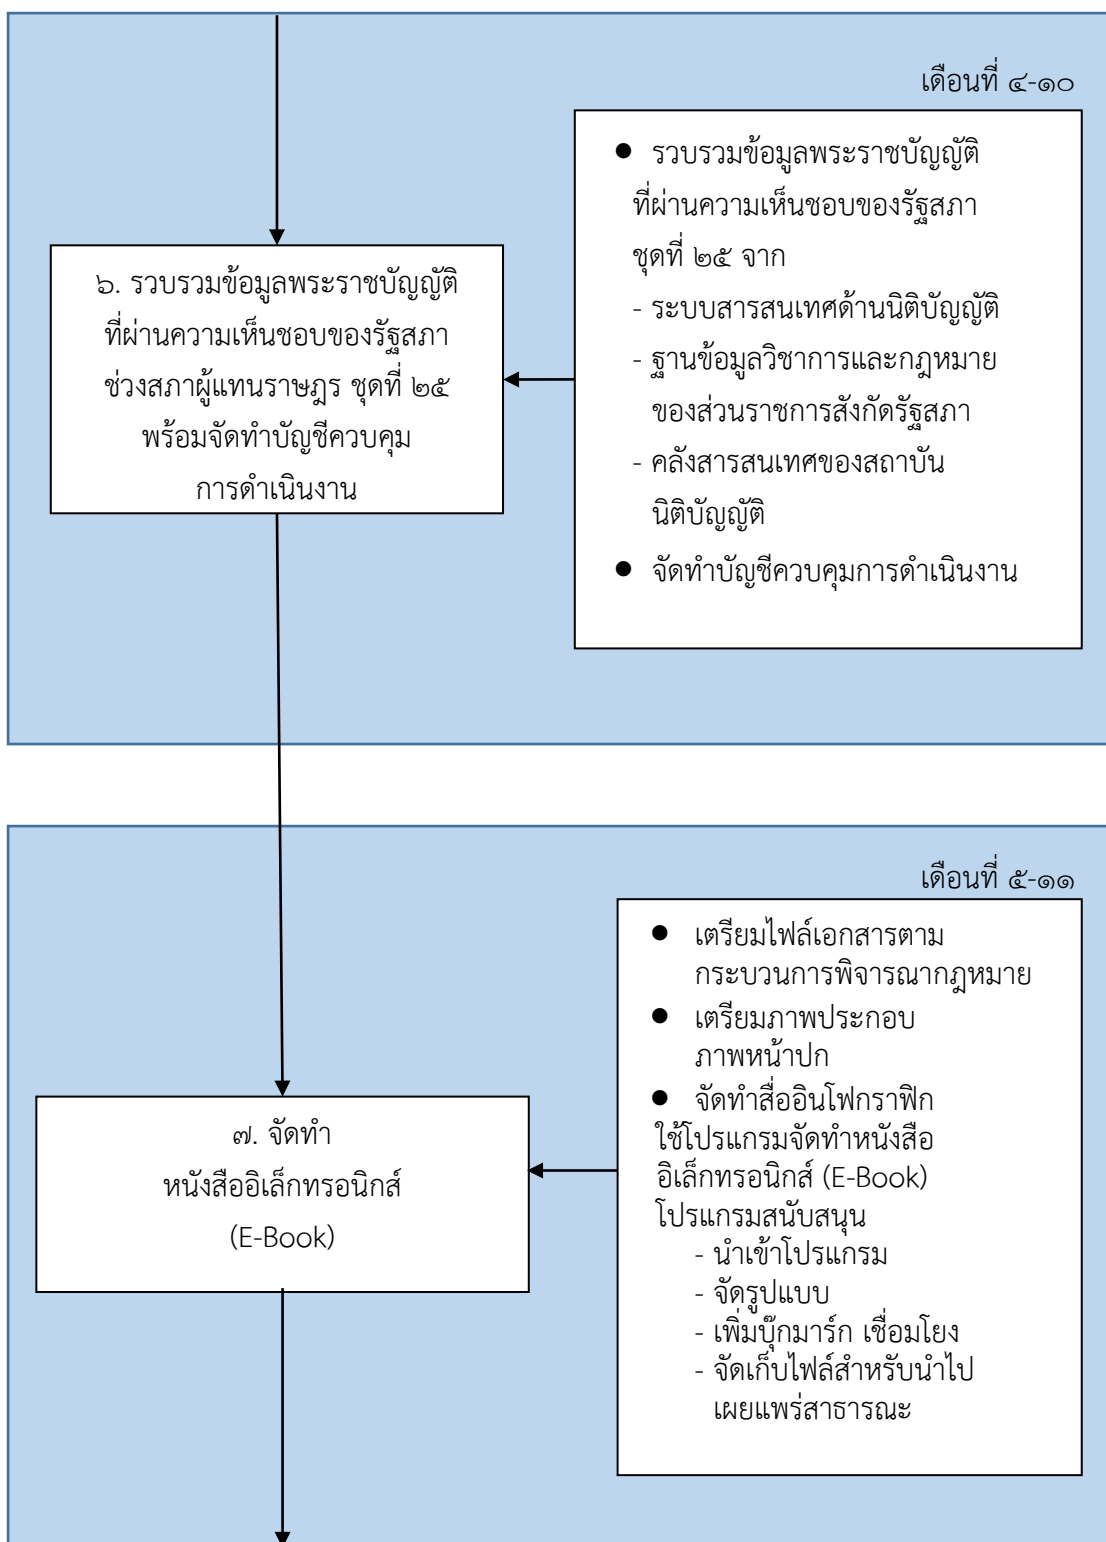 เดือนที่ ๔-๑๐
๖. รวบรวมข้อมูลพระราชบัญญัติ
ที่ผ่านความเห็นชอบของรัฐสภา
ช่วงสภาผู้แทนราษฎร ชุดที่ ๒๕
พร้อมจัดทำบัญชีควบคุม
การดำเนินงาน
● รวบรวมข้อมูลพระราชบัญญัติ
ที่ผ่านความเห็นชอบของรัฐสภา
ชุดที่ ๒๕ จาก
- ระบบสารสนเทศด้านนิติบัญญัติ
- ฐานข้อมูลวิชาการและกฎหมาย
ของส่วนราชการสังกัดรัฐสภา
- คลังสารสนเทศของสถาบัน
นิติบัญญัติ
● จัดทำบัญชีควบคุมการดำเนินงาน
เดือนที่ ๕-๑๑
๗. จัดทำ
หนังสืออิเล็กทรอนิกส์
(E-Book)
● เตรียมไฟล์เอกสารตาม
กระบวนการพิจารณากฎหมาย
● เตรียมภาพประกอบ
ภาพหน้าปก
● จัดทำสื่ออินโฟกราฟิก
ใช้โปรแกรมจัดทำหนังสือ
อิเล็กทรอนิกส์ (E-Book)
โปรแกรมสนับสนุน
- นำเข้าโปรแกรม
- จัดรูปแบบ
- เพิ่มบุ๊กมาร์ก เชื่อมโยง
- จัดเก็บไฟล์สำหรับนำไป
เผยแพร่สาธารณะ